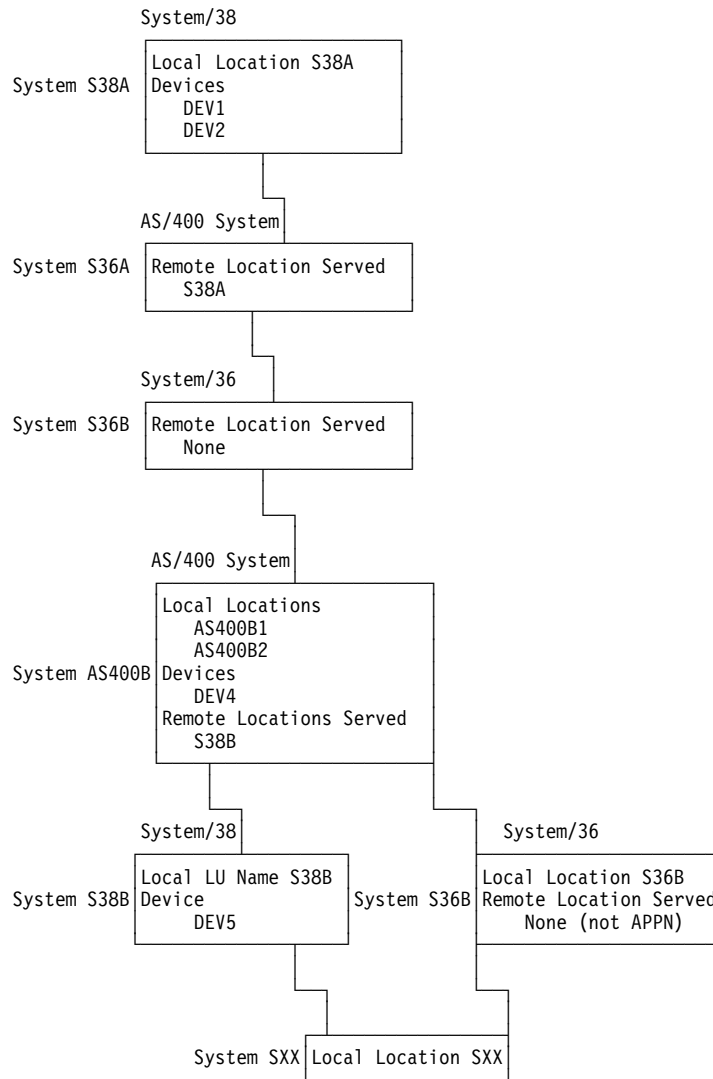 System/38
Local Location S38A
System S38A
Devices
DEV1
DEV2
AS/400 System
System S36A
Remote Location Served
S38A
System/36
System S36B
Remote Location Served
None
AS/400 System
Local Locations
AS400B1
AS400B2
System AS400B
Devices
DEV4
Remote Locations Served
S38B
System/38
System S38B
Local LU Name S38B
Device
DEV5
System/36
System S36B
Local Location S36B
Remote Location Served
None (not APPN)
System SXX
Local Location SXX